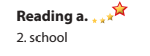 Reading a.
2. school